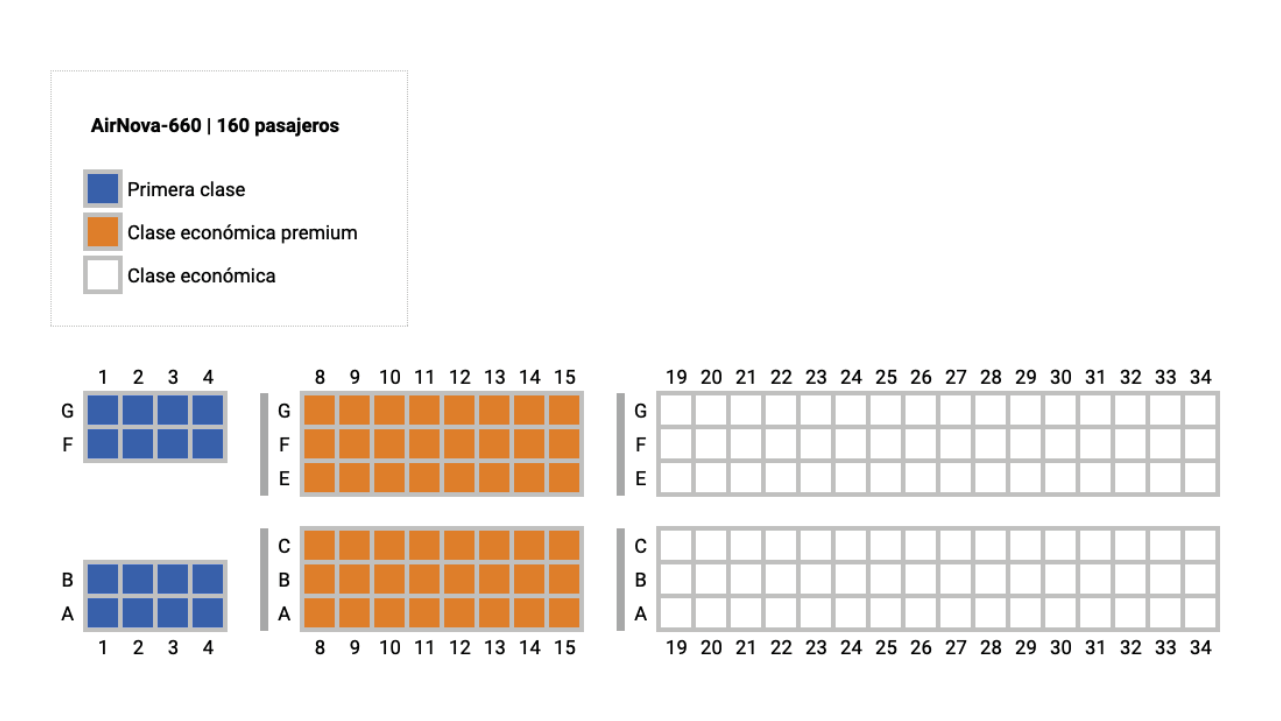 AirNova-660 | 160 pasajeros
Primera clase
Clase económica premium
Clase económica
1 2 3 4
G
F
B
A
1 2 3 4
8 9 10 11 12 13 14 15
G
F
E
C
B
A
8 9 10 11 12 13 14 15
19 20 21 22 23 24 25 26 27 28 29 30 31 32 33 34
G
F
E
C
B
A
19 20 21 22 23 24 25 26 27 28 29 30 31 32 33 34